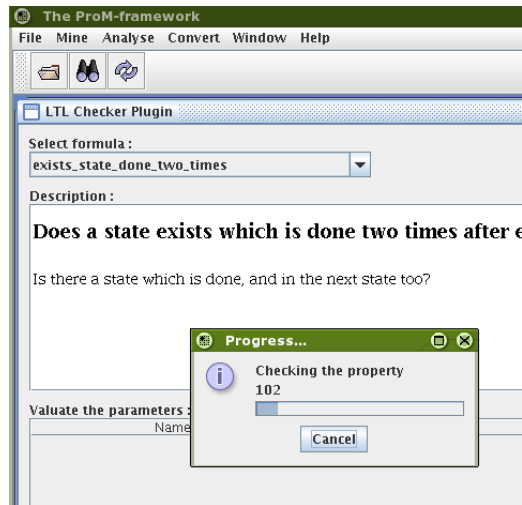 The ProM-framework
File Mine Analyse Convert Window Help
LTL Checker Plugin
Select formula :
exists_state_done_two_times
Description :
Does a state exists which is done two times after
Is there a state which is done, and in the next state too?
Progress...
Checking the property
102
Cancel
Valuate the parameters :
Name